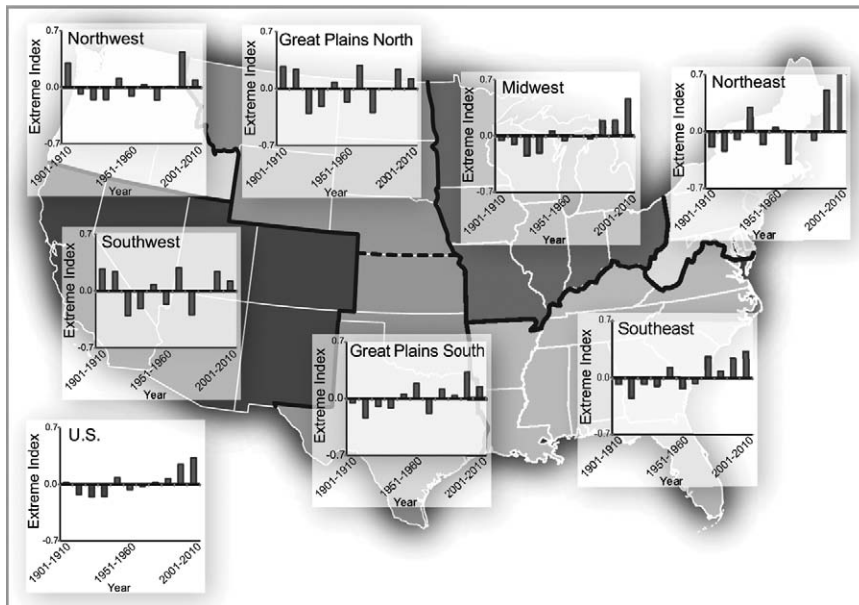 Northwest
0.7
0.0
-0.7
Extreme Index
1901-1910
1951-1960
2001-2010
Year
Great Plains North
0.7
0.0
-0.7
Extreme Index
1901-1910
1951-1960
2001-2010
Year
Midwest
0.7
0.0
-0.7
Extreme Index
1901-1910
1951-1960
2001-2010
Year
Northeast
0.7
0.0
-0.7
Extreme Index
1901-1910
1951-1960
2001-2010
Year
Southwest
0.7
0.0
-0.7
Extreme Index
1901-1910
1951-1960
2001-2010
Year
Great Plains South
0.7
0.0
-0.7
Extreme Index
1901-1910
1951-1960
2001-2010
Year
Southeast
0.7
0.0
-0.7
Extreme Index
1901-1910
1951-1960
2001-2010
Year
U.S.
0.7
0.0
-0.7
Extreme Index
1901-1910
1951-1960
2001-2010
Year